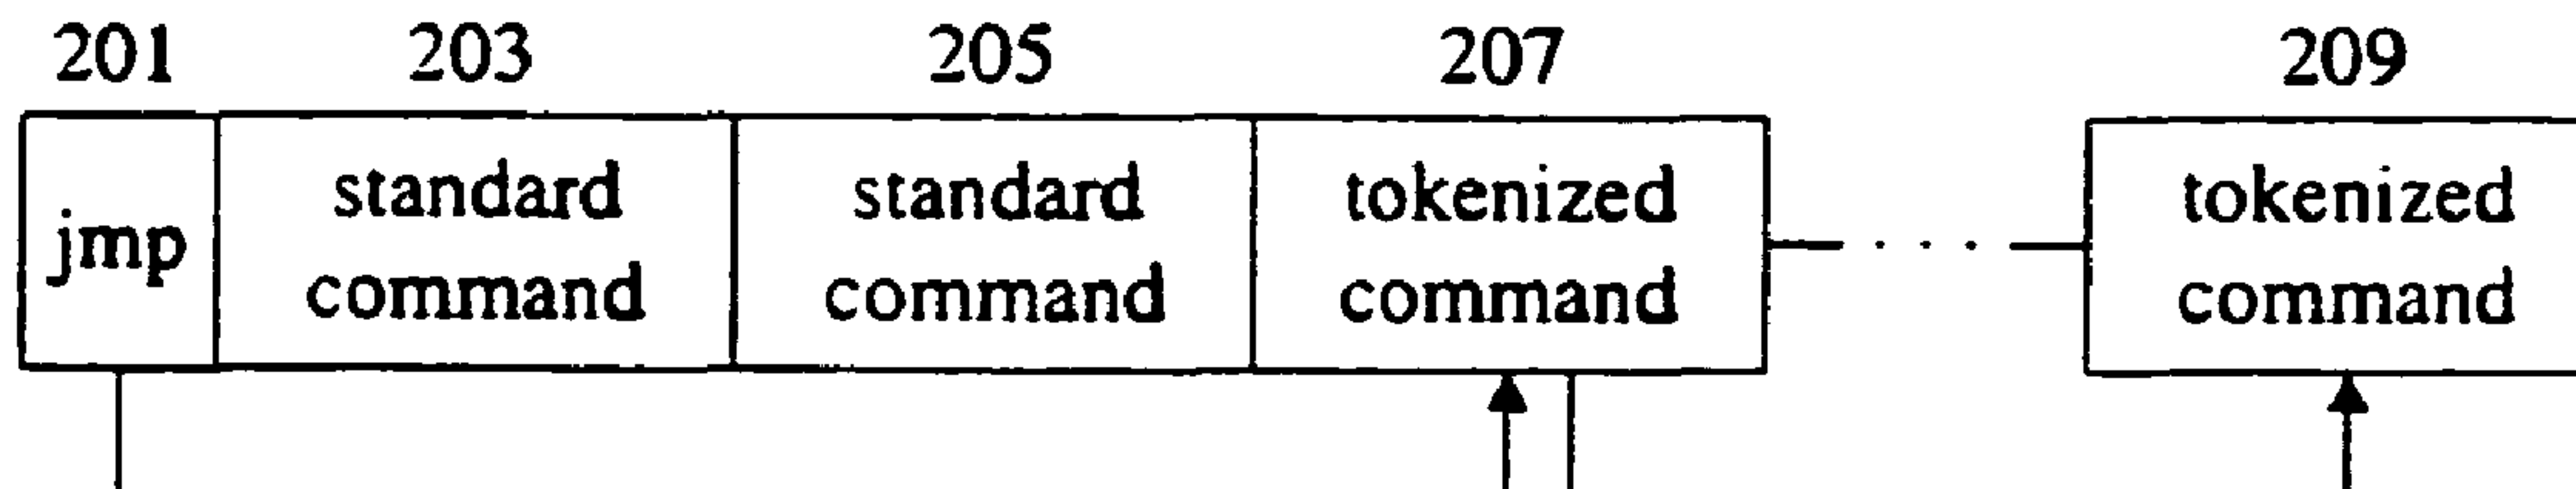 201 203 205 207 209
jmp
standard
command
standard
command
tokenized
command
tokenized
command